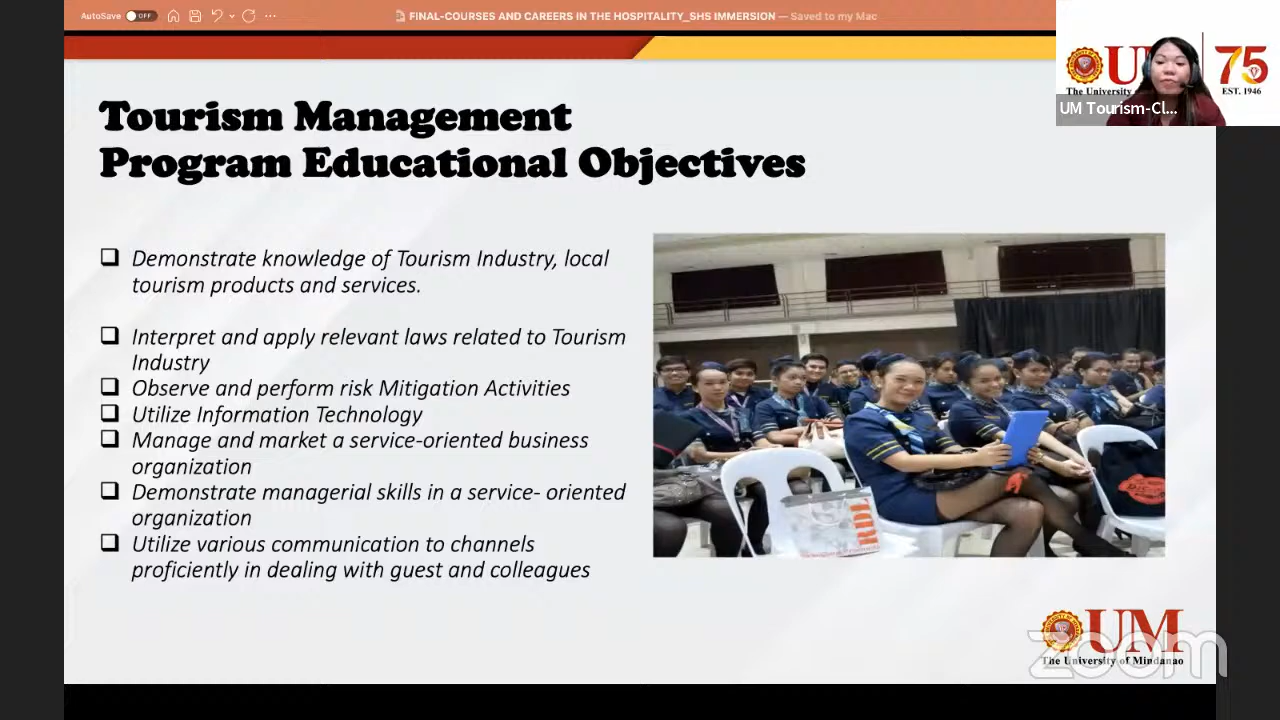 AutoSave OFF
FINAL-COURSES AND CAREERS IN THE HOSPITALITY_SHS IMMERSION — Saved to my Mac
75
EST. 1946
The University
UM Tourism-Cl...
Tourism Management
Program Educational Objectives
Demonstrate knowledge of Tourism Industry, local
tourism products and services.
Interpret and apply relevant laws related to Tourism
Industry
Observe and perform risk Mitigation Activities
Utilize Information Technology
Manage and market a service-oriented business
organization
Demonstrate managerial skills in a service- oriented
organization
Utilize various communication to channels
proficiently in dealing with guest and colleagues
UM
The University of Mindanao
zoom